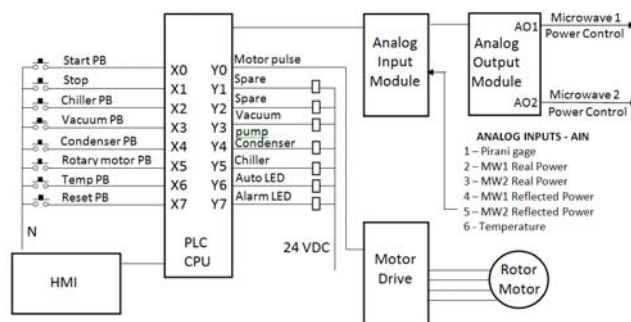 Start PB
Stop
Chiller PB
Vacuum PB
Condenser PB
Rotary motor PB
Temp PB
Reset PB
N
HMI
X0
X1
X2
X3
X4
X5
X6
X7
Y0
Y1
Y2
Y3
Y4
Y5
Y6
Y7
PLC
CPU
Motor pulse
Spare
Spare
Vacuum
pump
Condenser
Chiller
Auto LED
Alarm LED
24 VDC
Analog
Input
Module
Analog
Output
Module
AO1
AO2
Microwave 1
Power Control
Microwave 2
Power Control
ANALOG INPUTS - AIN
1 – Pirani gage
2 – MW1 Real Power
3 – MW2 Real Power
4 – MW1 Reflected Power
5 – MW2 Reflected Power
6 - Temperature
Motor
Drive
Rotor
Motor